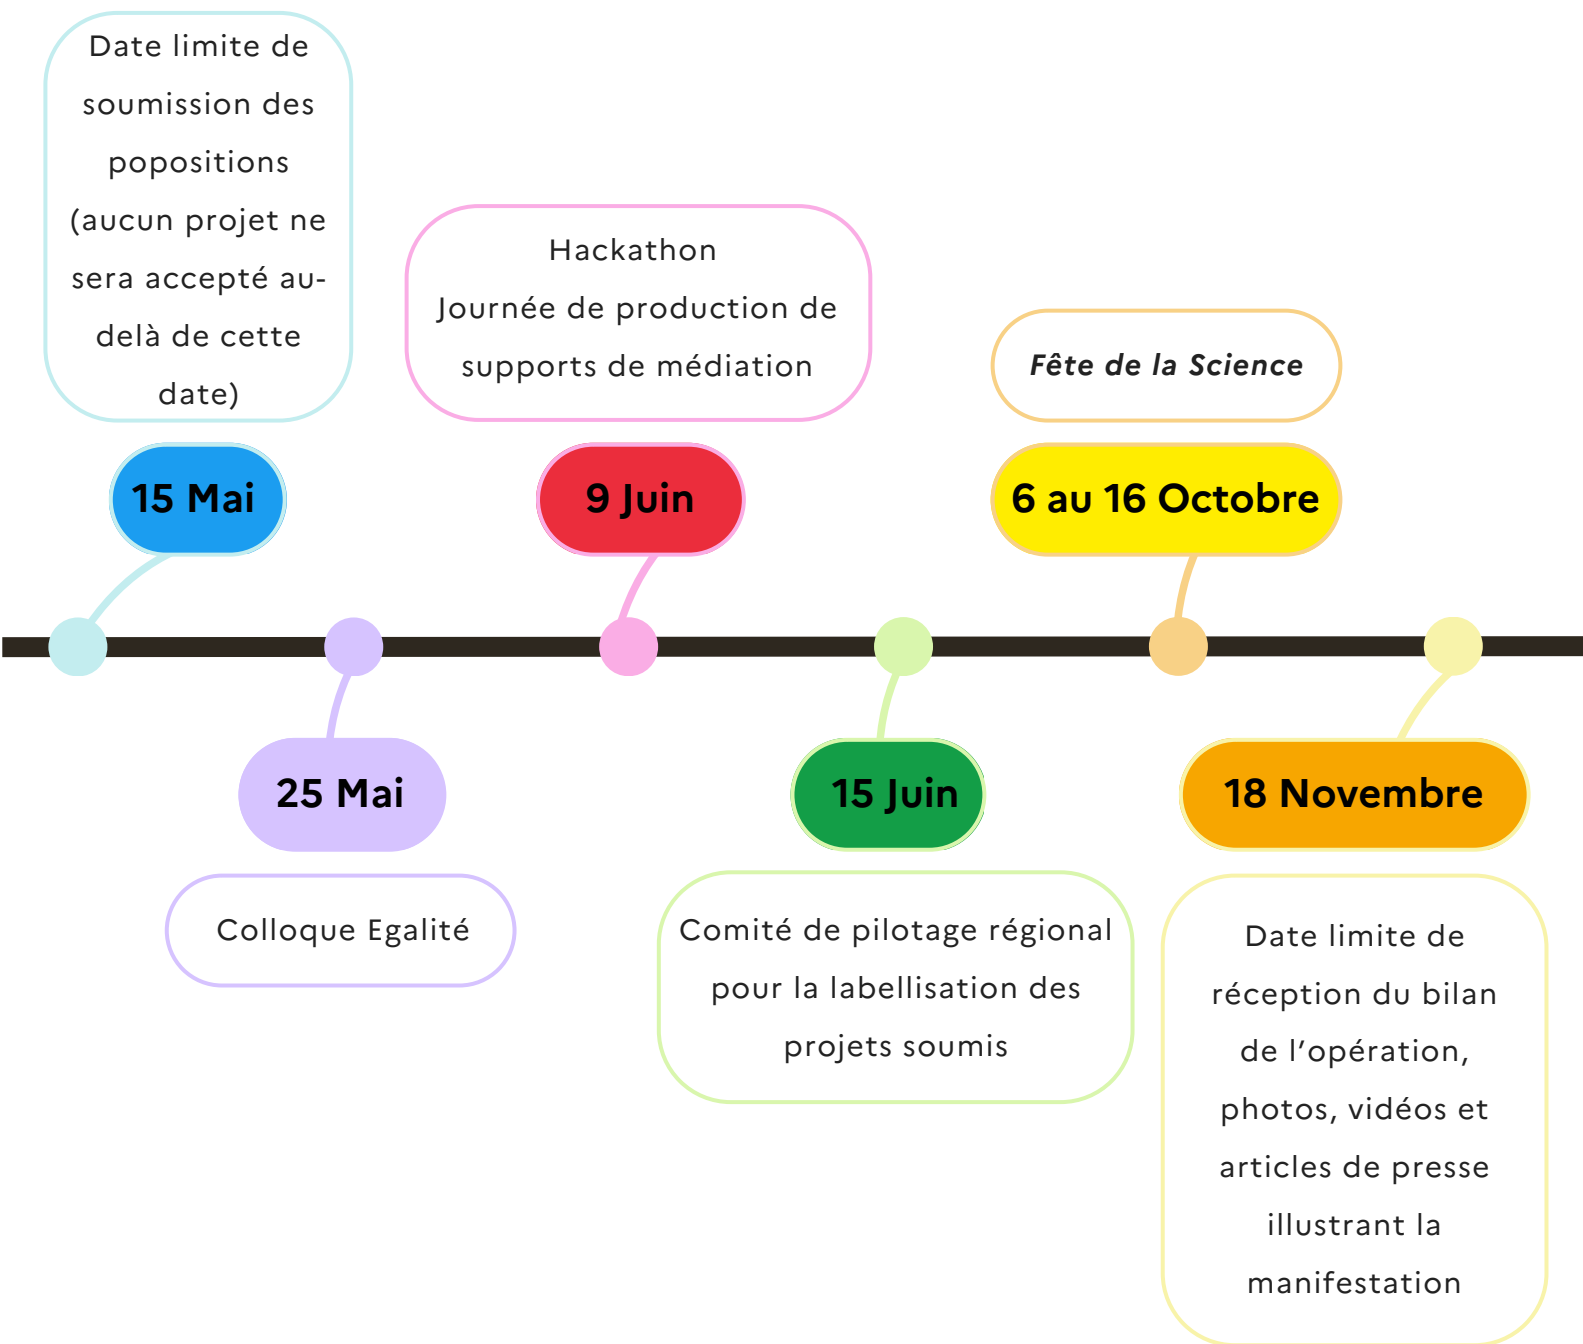 Date limite de
soumission des
popositions
(aucun projet ne
sera accepté au-
delà de cette
date)
15 Mai
Hackathon
Journée de production de
supports de médiation
9 Juin
Fête de la Science
6 au 16 Octobre
25 Mai
Colloque Egalité
15 Juin
Comité de pilotage régional
pour la labellisation des
projets soumis
18 Novembre
Date limite de
réception du bilan
de l’opération,
photos, vidéos et
articles de presse
illustrant la
manifestation